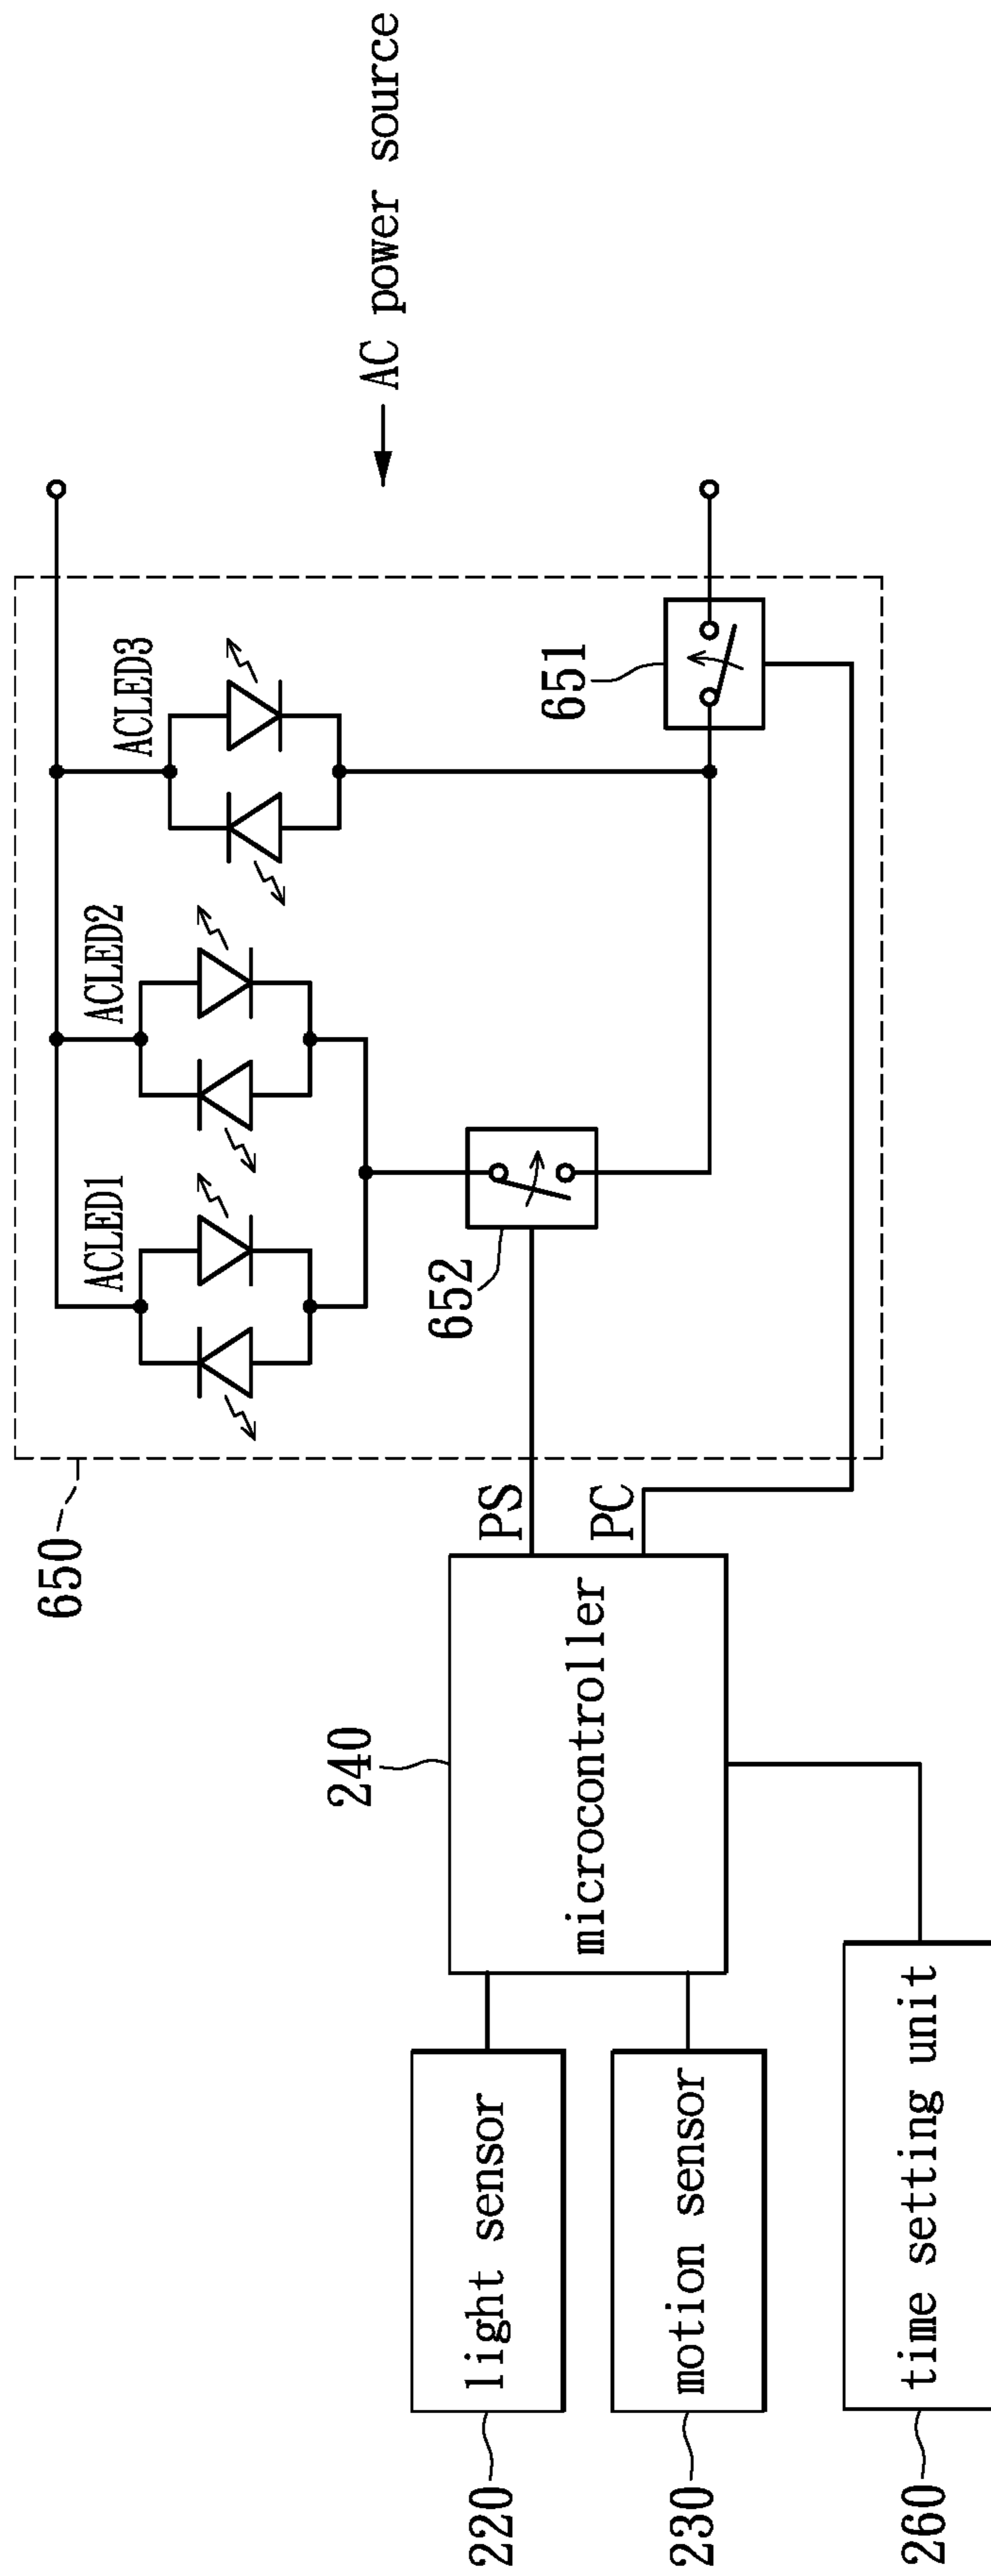 650
ACLED1
ACLED2
ACLED3
AC power source
652
651
PS
PC
240
microcontroller
220
light sensor
230
motion sensor
260
time setting unit